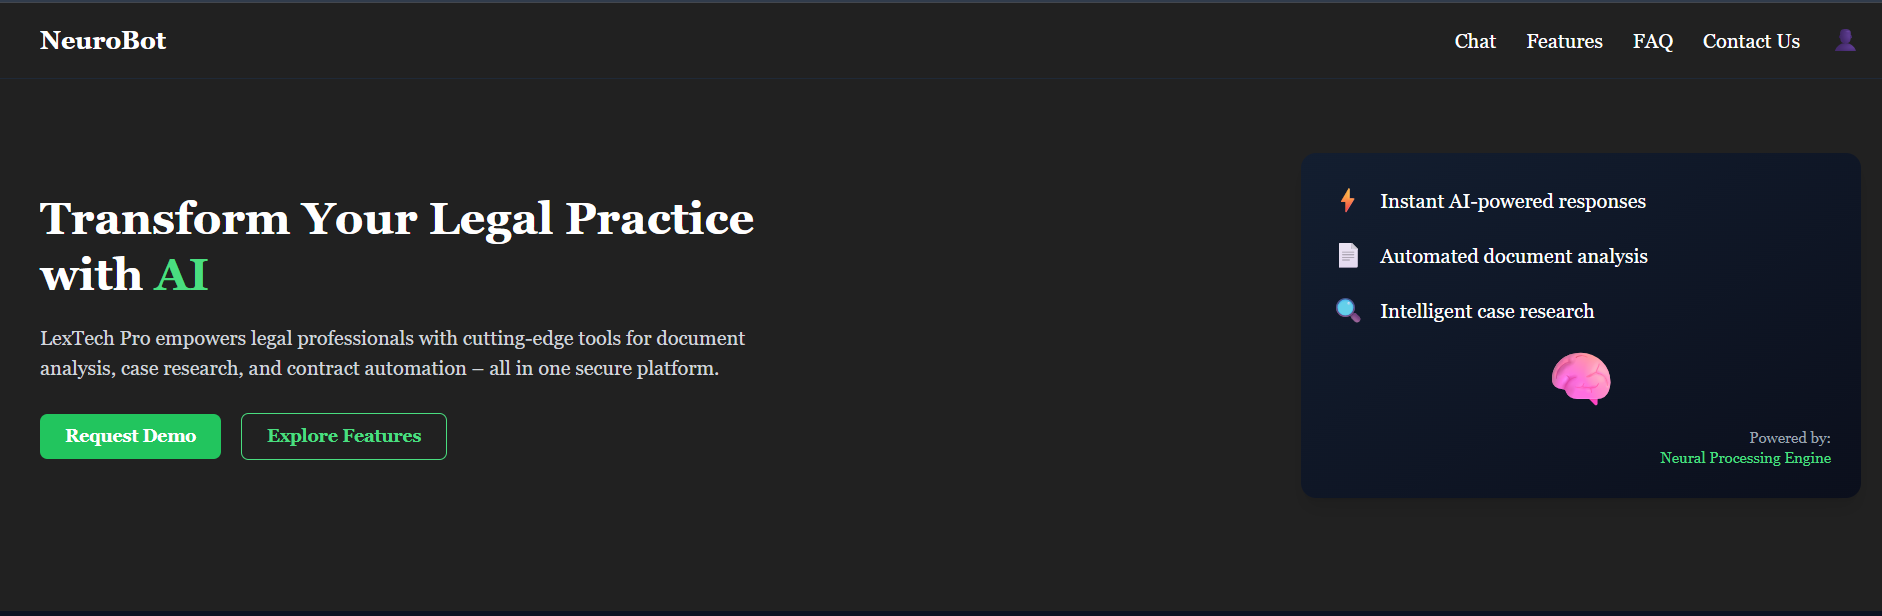 NeuroBot
Chat
Features
FAQ
Contact Us
Transform Your Legal Practice
with AI
LexTech Pro empowers legal professionals with cutting-edge tools for document
analysis, case research, and contract automation – all in one secure platform.
Request Demo
Explore Features
Instant AI-powered responses
Automated document analysis
Intelligent case research
Powered by:
Neural Processing Engine